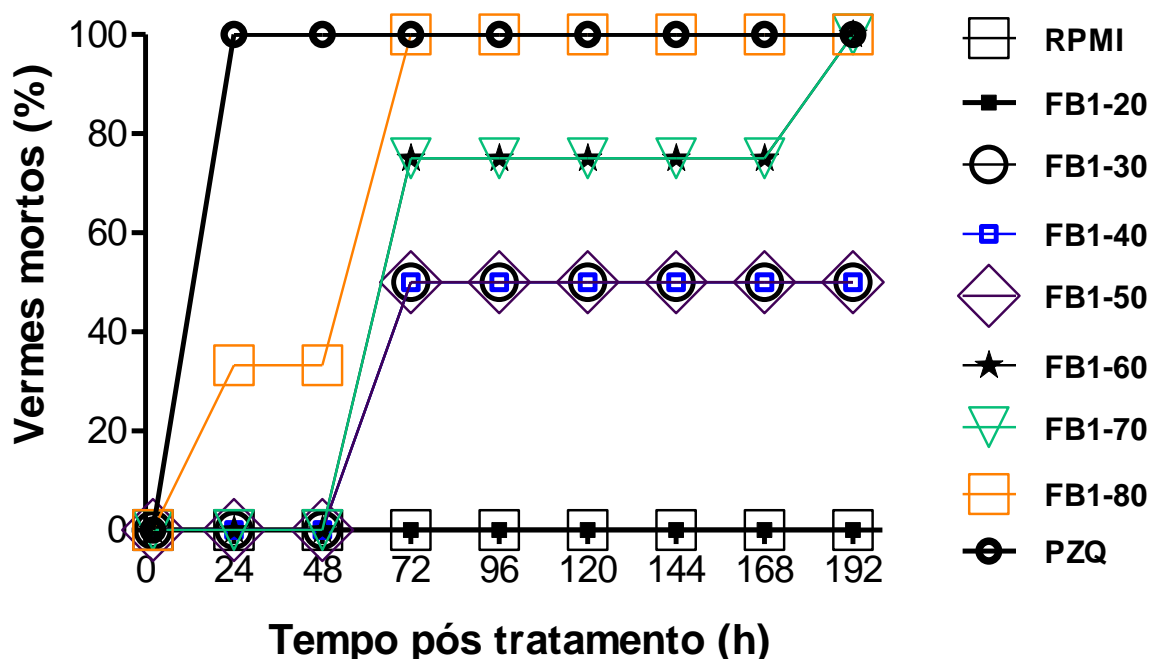 Vermes mortos (%)
100
80
60
40
20
0
0 24 48 72 96 120 144 168 192
Tempo pós tratamento (h)
RPMI
FB1-20
FB1-30
FB1-40
FB1-50
FB1-60
FB1-70
FB1-80
PZQ